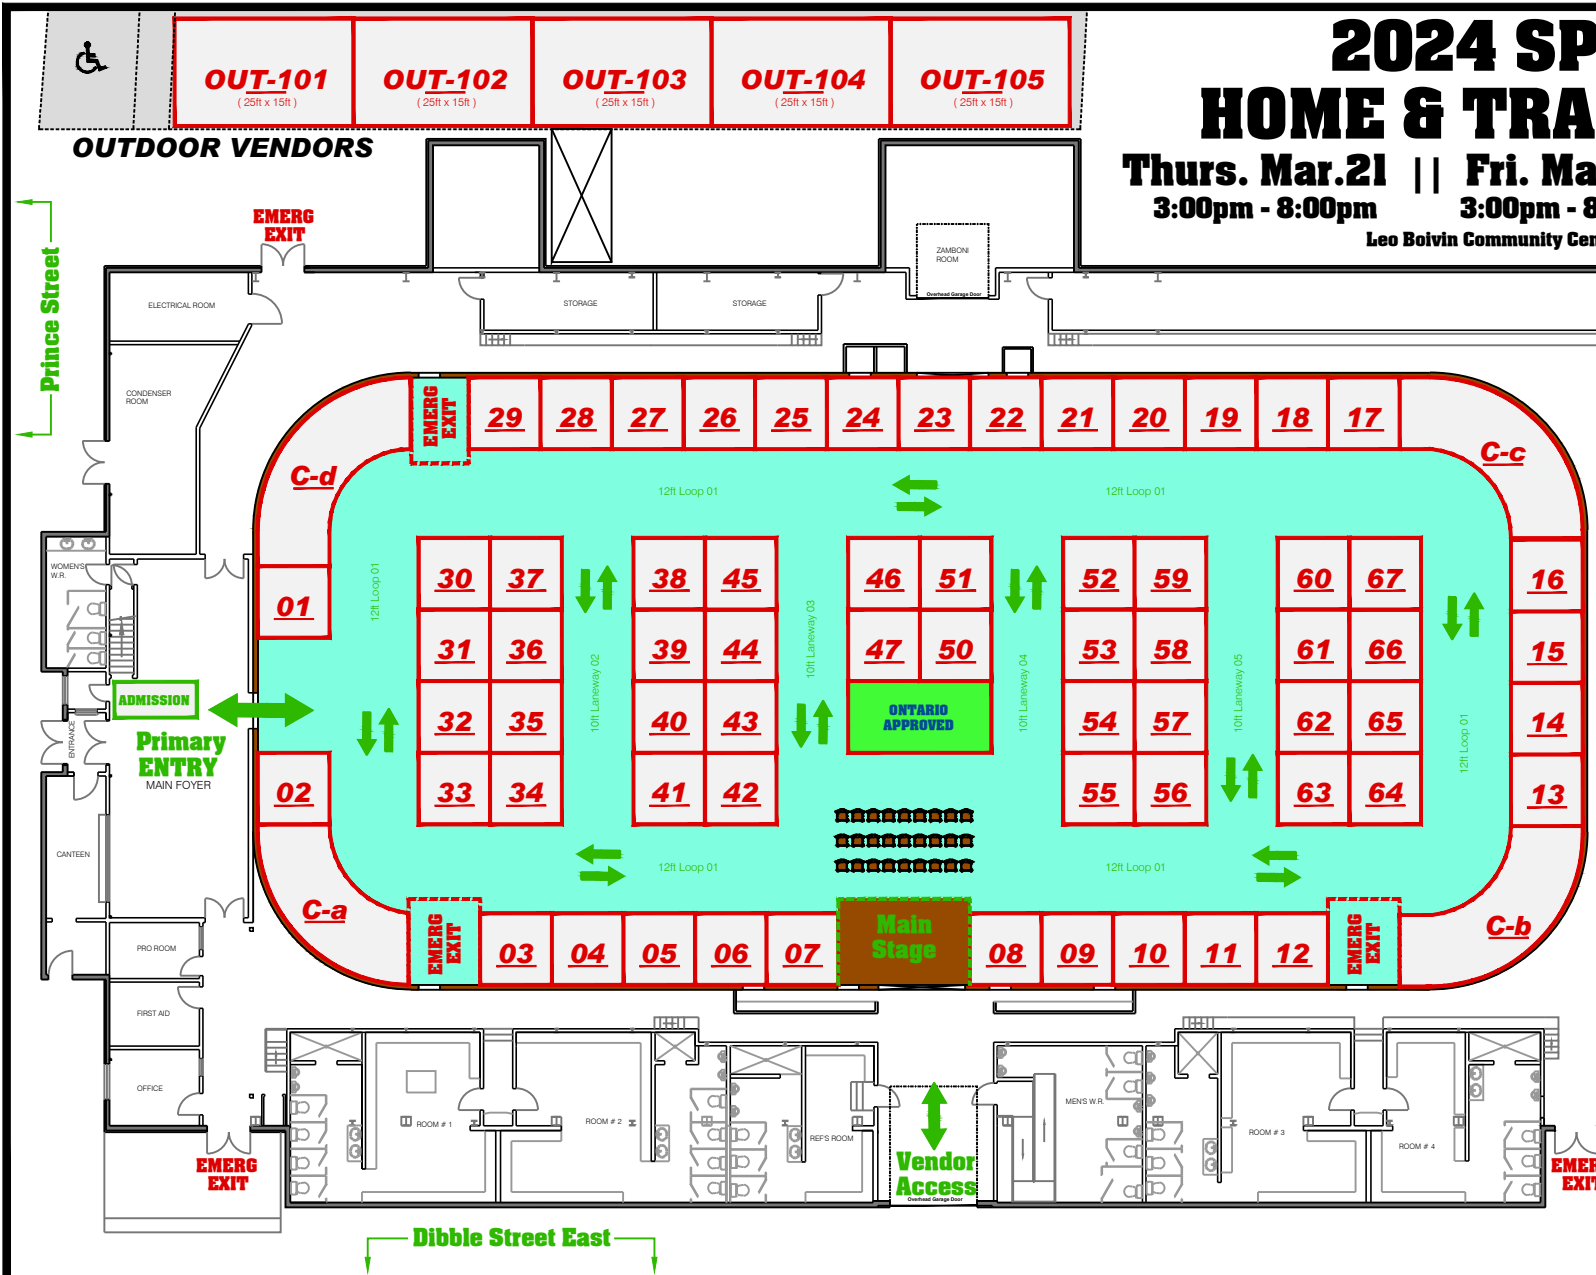 OUT-101
( 25ft x 15ft )
OUT-102
( 25ft x 15ft )
OUT-103
( 25ft x 15ft )
OUT-104
( 25ft x 15ft )
OUT-105
( 25ft x 15ft )
OUTDOOR VENDORS
2024 SP
HOME & TRA
Thurs. Mar.21 || Fri. Ma
3:00pm - 8:00pm 3:00pm - 8
Leo Boivin Community Cen
Prince Street
EMERG
EXIT
ELECTRICAL ROOM
STORAGE
STORAGE
ZAMBONI
ROOM
Overhead Garage Door
CONDENSER
ROOM
EMERG
EXIT
29 28 27 26 25 24 23 22 21 20 19 18 17
C-d
C-c
12ft Loop 01
12ft Loop 01
WOMEN'S
W.R.
01
12ft Loop 01
30 37 38 45 46 51 52 59 60 67 16
31 36 39 44 47 50 53 58 61 66 15
10ft Laneway 02
10ft Laneway 03
10ft Laneway 04
10ft Laneway 05
ADMISSION
32 35 40 43
ONTARIO
APPROVED
54 57 62 65 14
12ft Loop 01
ENTRANCE
Primary
ENTRY
MAIN FOYER
02
33 34 41 42 55 56 63 64 13
CANTEEN
12ft Loop 01
12ft Loop 01
C-a
C-b
EMERG
EXIT
03 04 05 06 07
Main
Stage
08 09 10 11 12
EMERG
EXIT
PRO ROOM
FIRST AID
OFFICE
ROOM # 1
ROOM # 2
REF'S ROOM
MEN'S W.R.
ROOM # 3
ROOM # 4
EMERG
EXIT
Vendor
Access
Overhead Garage Door
EMER
EXIT
Dibble Street East